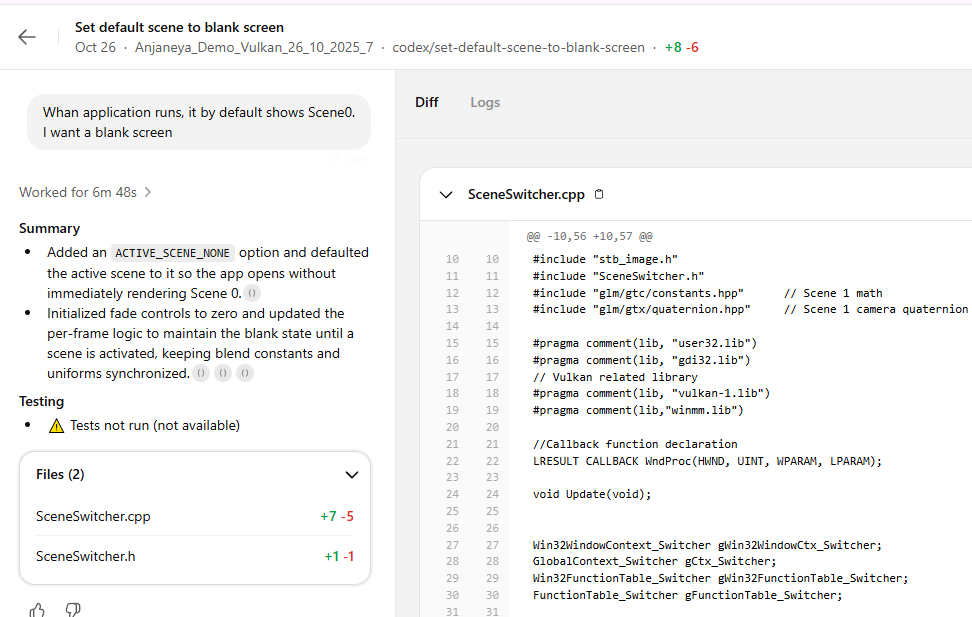 Set default scene to blank screen
Oct 26 · Anjaneya_Demo_Vulkan_26_10_2025_7 · codex/set-default-scene-to-blank-screen · +8 -6
Whan application runs, it by default shows Scene0.
I want a blank screen
Worked for 6m 48s
Summary
• Added an ACTIVE_SCENE_NONE option and defaulted
the active scene to it so the app opens without
immediately rendering Scene 0. ()
• Initialized fade controls to zero and updated the
per-frame logic to maintain the blank state until a
scene is activated, keeping blend constants and
uniforms synchronized. () () ()
Testing
• Tests not run (not available)
Files (2)
SceneSwitcher.cpp +7 -5
SceneSwitcher.h +1 -1
Diff Logs
SceneSwitcher.cpp
@@ -10,56 +10,57 @@
10 10 #include "stb_image.h"
11 11 #include "SceneSwitcher.h"
12 12 #include "glm/gtc/constants.hpp" // Scene 1 math
13 13 #include "glm/gtx/quaternion.hpp" // Scene 1 camera quaternion
14 14
15 15 #pragma comment(lib, "user32.lib")
16 16 #pragma comment(lib, "gdi32.lib")
17 17 // Vulkan related library
18 18 #pragma comment(lib, "vulkan-1.lib")
19 19 #pragma comment(lib,"winmm.lib")
20 20
21 21 //Callback function declaration
22 22 LRESULT CALLBACK WndProc(HWND, UINT, WPARAM, LPARAM);
23 23
24 24 void Update(void);
25 25
26 26
27 27 Win32WindowContext_Switcher gWin32WindowCtx_Switcher;
28 28 GlobalContext_Switcher gCtx_Switcher;
29 29 Win32FunctionTable_Switcher gWin32FunctionTable_Switcher;
30 30 FunctionTable_Switcher gFunctionTable_Switcher;
31 31